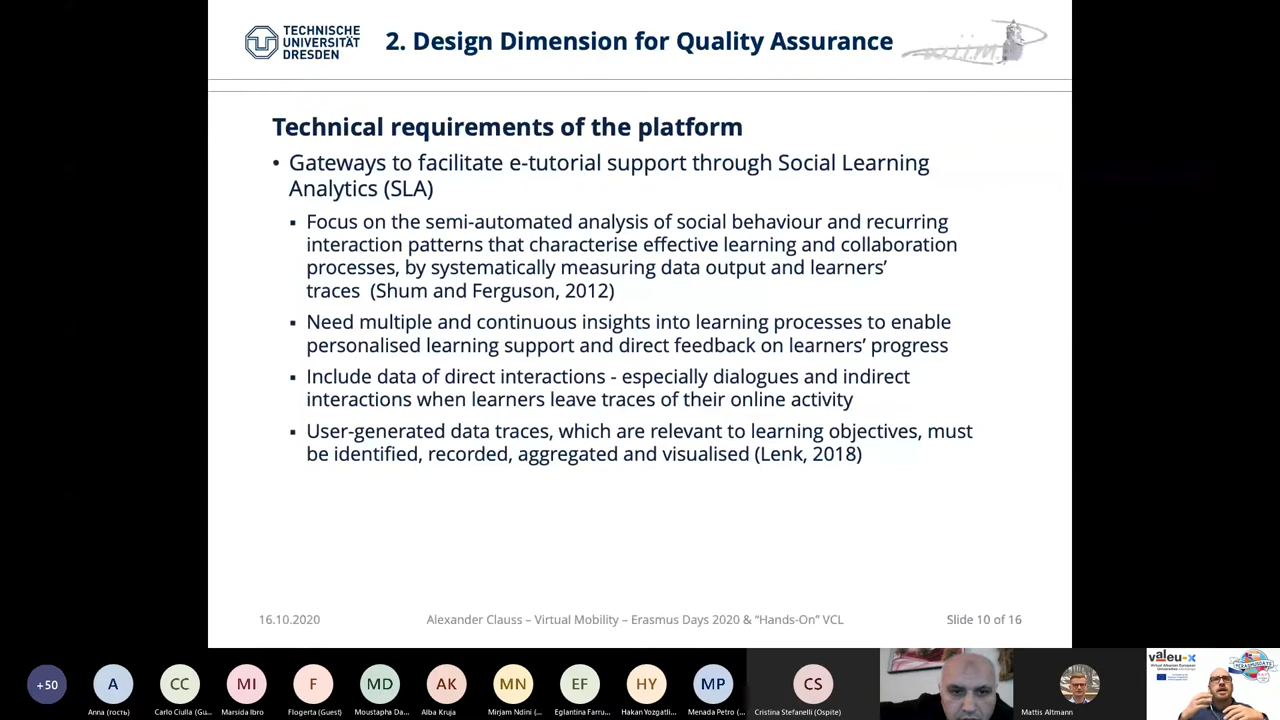 TECHNISCHE
UNIVERSITÄT
DRESDEN
2. Design Dimension for Quality Assurance
w.i.i.m.
Technical requirements of the platform
• Gateways to facilitate e-tutorial support through Social Learning
Analytics (SLA)
▪ Focus on the semi-automated analysis of social behaviour and recurring
interaction patterns that characterise effective learning and collaboration
processes, by systematically measuring data output and learners’
traces (Shum and Ferguson, 2012)
▪ Need multiple and continuous insights into learning processes to enable
personalised learning support and direct feedback on learners’ progress
▪ Include data of direct interactions - especially dialogues and indirect
interactions when learners leave traces of their online activity
▪ User-generated data traces, which are relevant to learning objectives, must
be identified, recorded, aggregated and visualised (Lenk, 2018)
16.10.2020 Alexander Clauss – Virtual Mobility – Erasmus Days 2020 & “Hands-On” VCL Slide 10 of 16
+50 A CC MI F MD AK MN EF HY MP CS
valeu-x
Anna (гость) Carlo Ciulla (Gu... Marsida Ibro Flogerta (Guest) Moustapha Da... Alba Kruja Mirjam Ndini (... Eglantina Farru... Hakan Yozgatli... Menada Petro (... Cristina Stefanelli (Ospite) Mattis Altmann